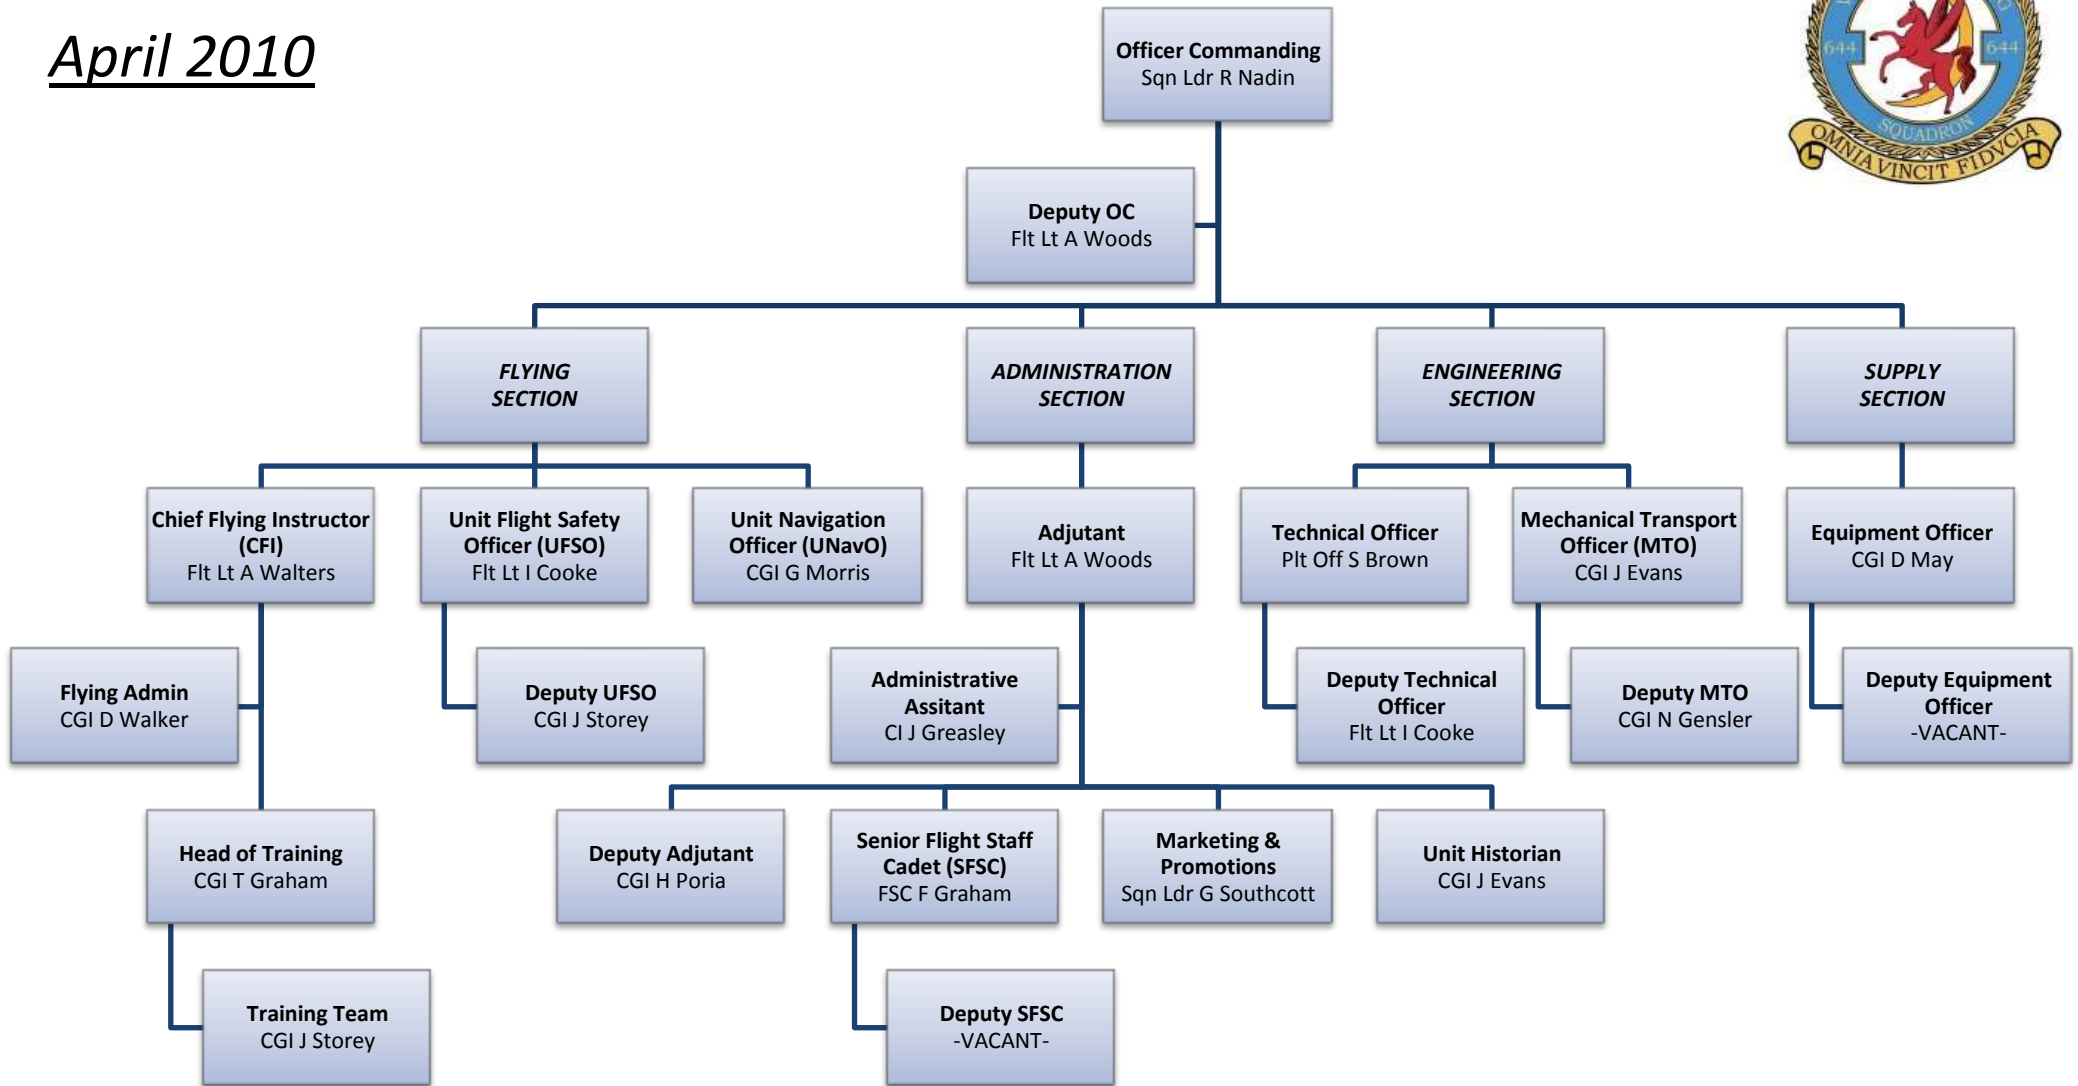 April 2010
Officer Commanding
Sqn Ldr R Nadin
644
644
SQUADRON
OMNIA VINCIT FIDVCIA
Deputy OC
Flt Lt A Woods
FLYING
SECTION
ADMINISTRATION
SECTION
ENGINEERING
SECTION
SUPPLY
SECTION
Chief Flying Instructor
(CFI)
Flt Lt A Walters
Unit Flight Safety
Officer (UFSO)
Flt Lt I Cooke
Unit Navigation
Officer (UNavO)
CGI G Morris
Adjutant
Flt Lt A Woods
Technical Officer
Plt Off S Brown
Mechanical Transport
Officer (MTO)
CGI J Evans
Equipment Officer
CGI D May
Flying Admin
CGI D Walker
Deputy UFSO
CGI J Storey
Administrative
Assitant
CI J Greasley
Deputy Technical
Officer
Flt Lt I Cooke
Deputy MTO
CGI N Gensler
Deputy Equipment
Officer
-VACANT-
Head of Training
CGI T Graham
Deputy Adjutant
CGI H Poria
Senior Flight Staff
Cadet (SFSC)
FSC F Graham
Marketing &
Promotions
Sqn Ldr G Southcott
Unit Historian
CGI J Evans
Training Team
CGI J Storey
Deputy SFSC
-VACANT-